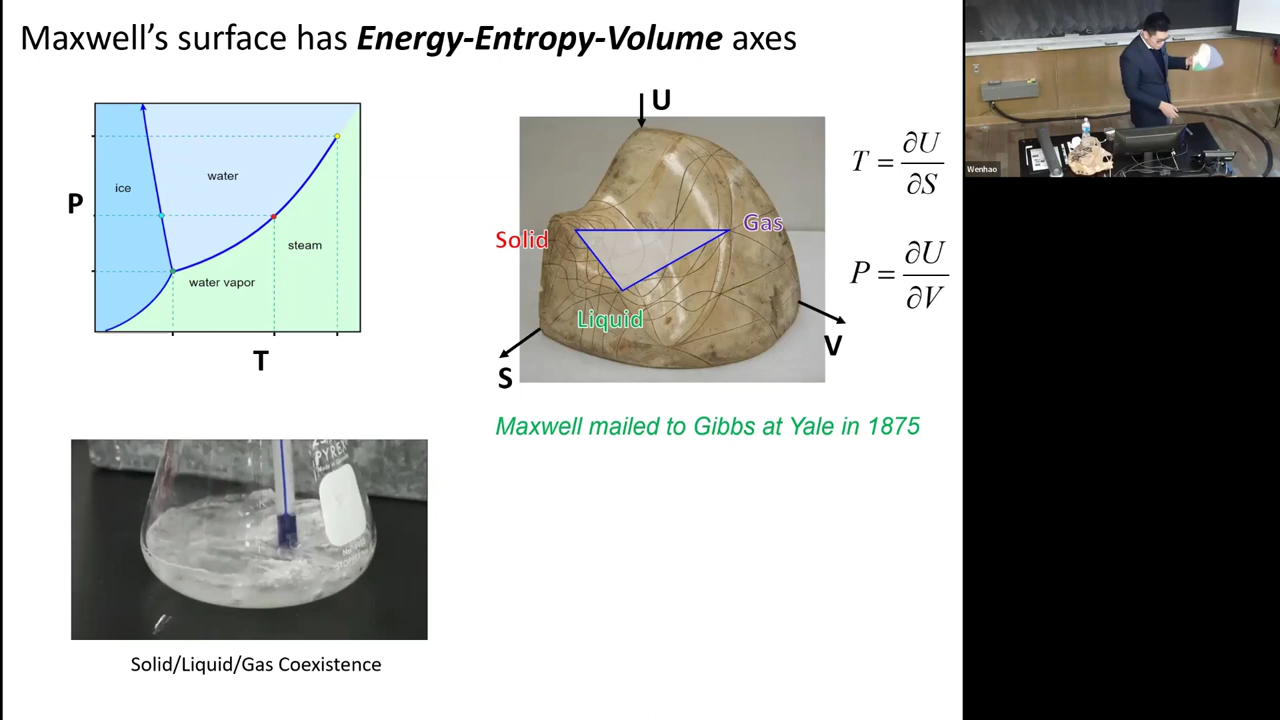 Maxwell's surface has Energy-Entropy-Volume axes
P
ice
water
steam
water vapor
T
U
Solid
Gas
Liquid
S
V
T = ∂U/∂S
P = ∂U/∂V
Maxwell mailed to Gibbs at Yale in 1875
PYREX
Solid/Liquid/Gas Coexistence
Wenhao